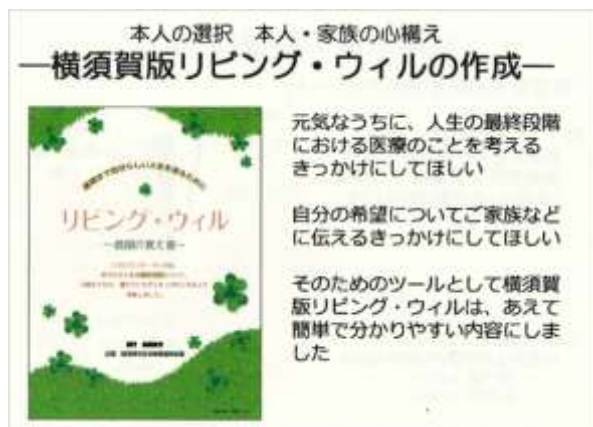 本人の選択 本人・家族の心構え
―横須賀版リビング・ウィルの作成―
元気なうちに、人生の最終段階
における医療のことを考える
きっかけにしてほしい
自分の希望についてご家族など
に伝えるきっかけにしてほしい
そのためのツールとして横須賀
版リビング・ウィルは、あえて
簡単で分かりやすい内容にしま
した
リビング・ウィル